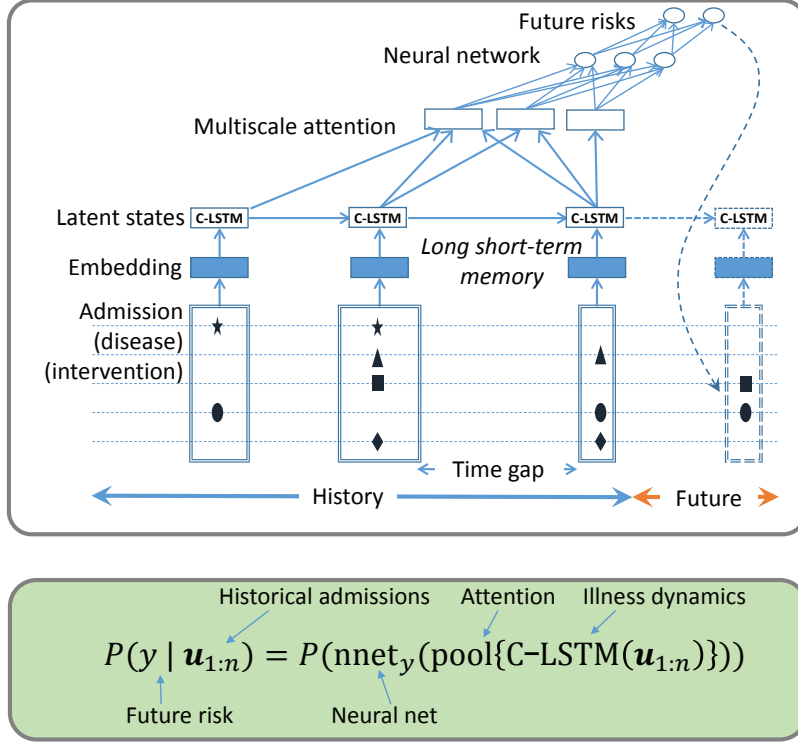 Future risks
Neural network
Multiscale attention
Latent states
C-LSTM
C-LSTM
C-LSTM
C-LSTM
Embedding
Long short-term
memory
Admission
(disease)
(intervention)
Time gap
History
Future
Historical admissions
Attention
Illness dynamics
P(y | u₁:ₙ) = P(nnet_y(pool{C−LSTM(u₁:ₙ)}))
Future risk
Neural net